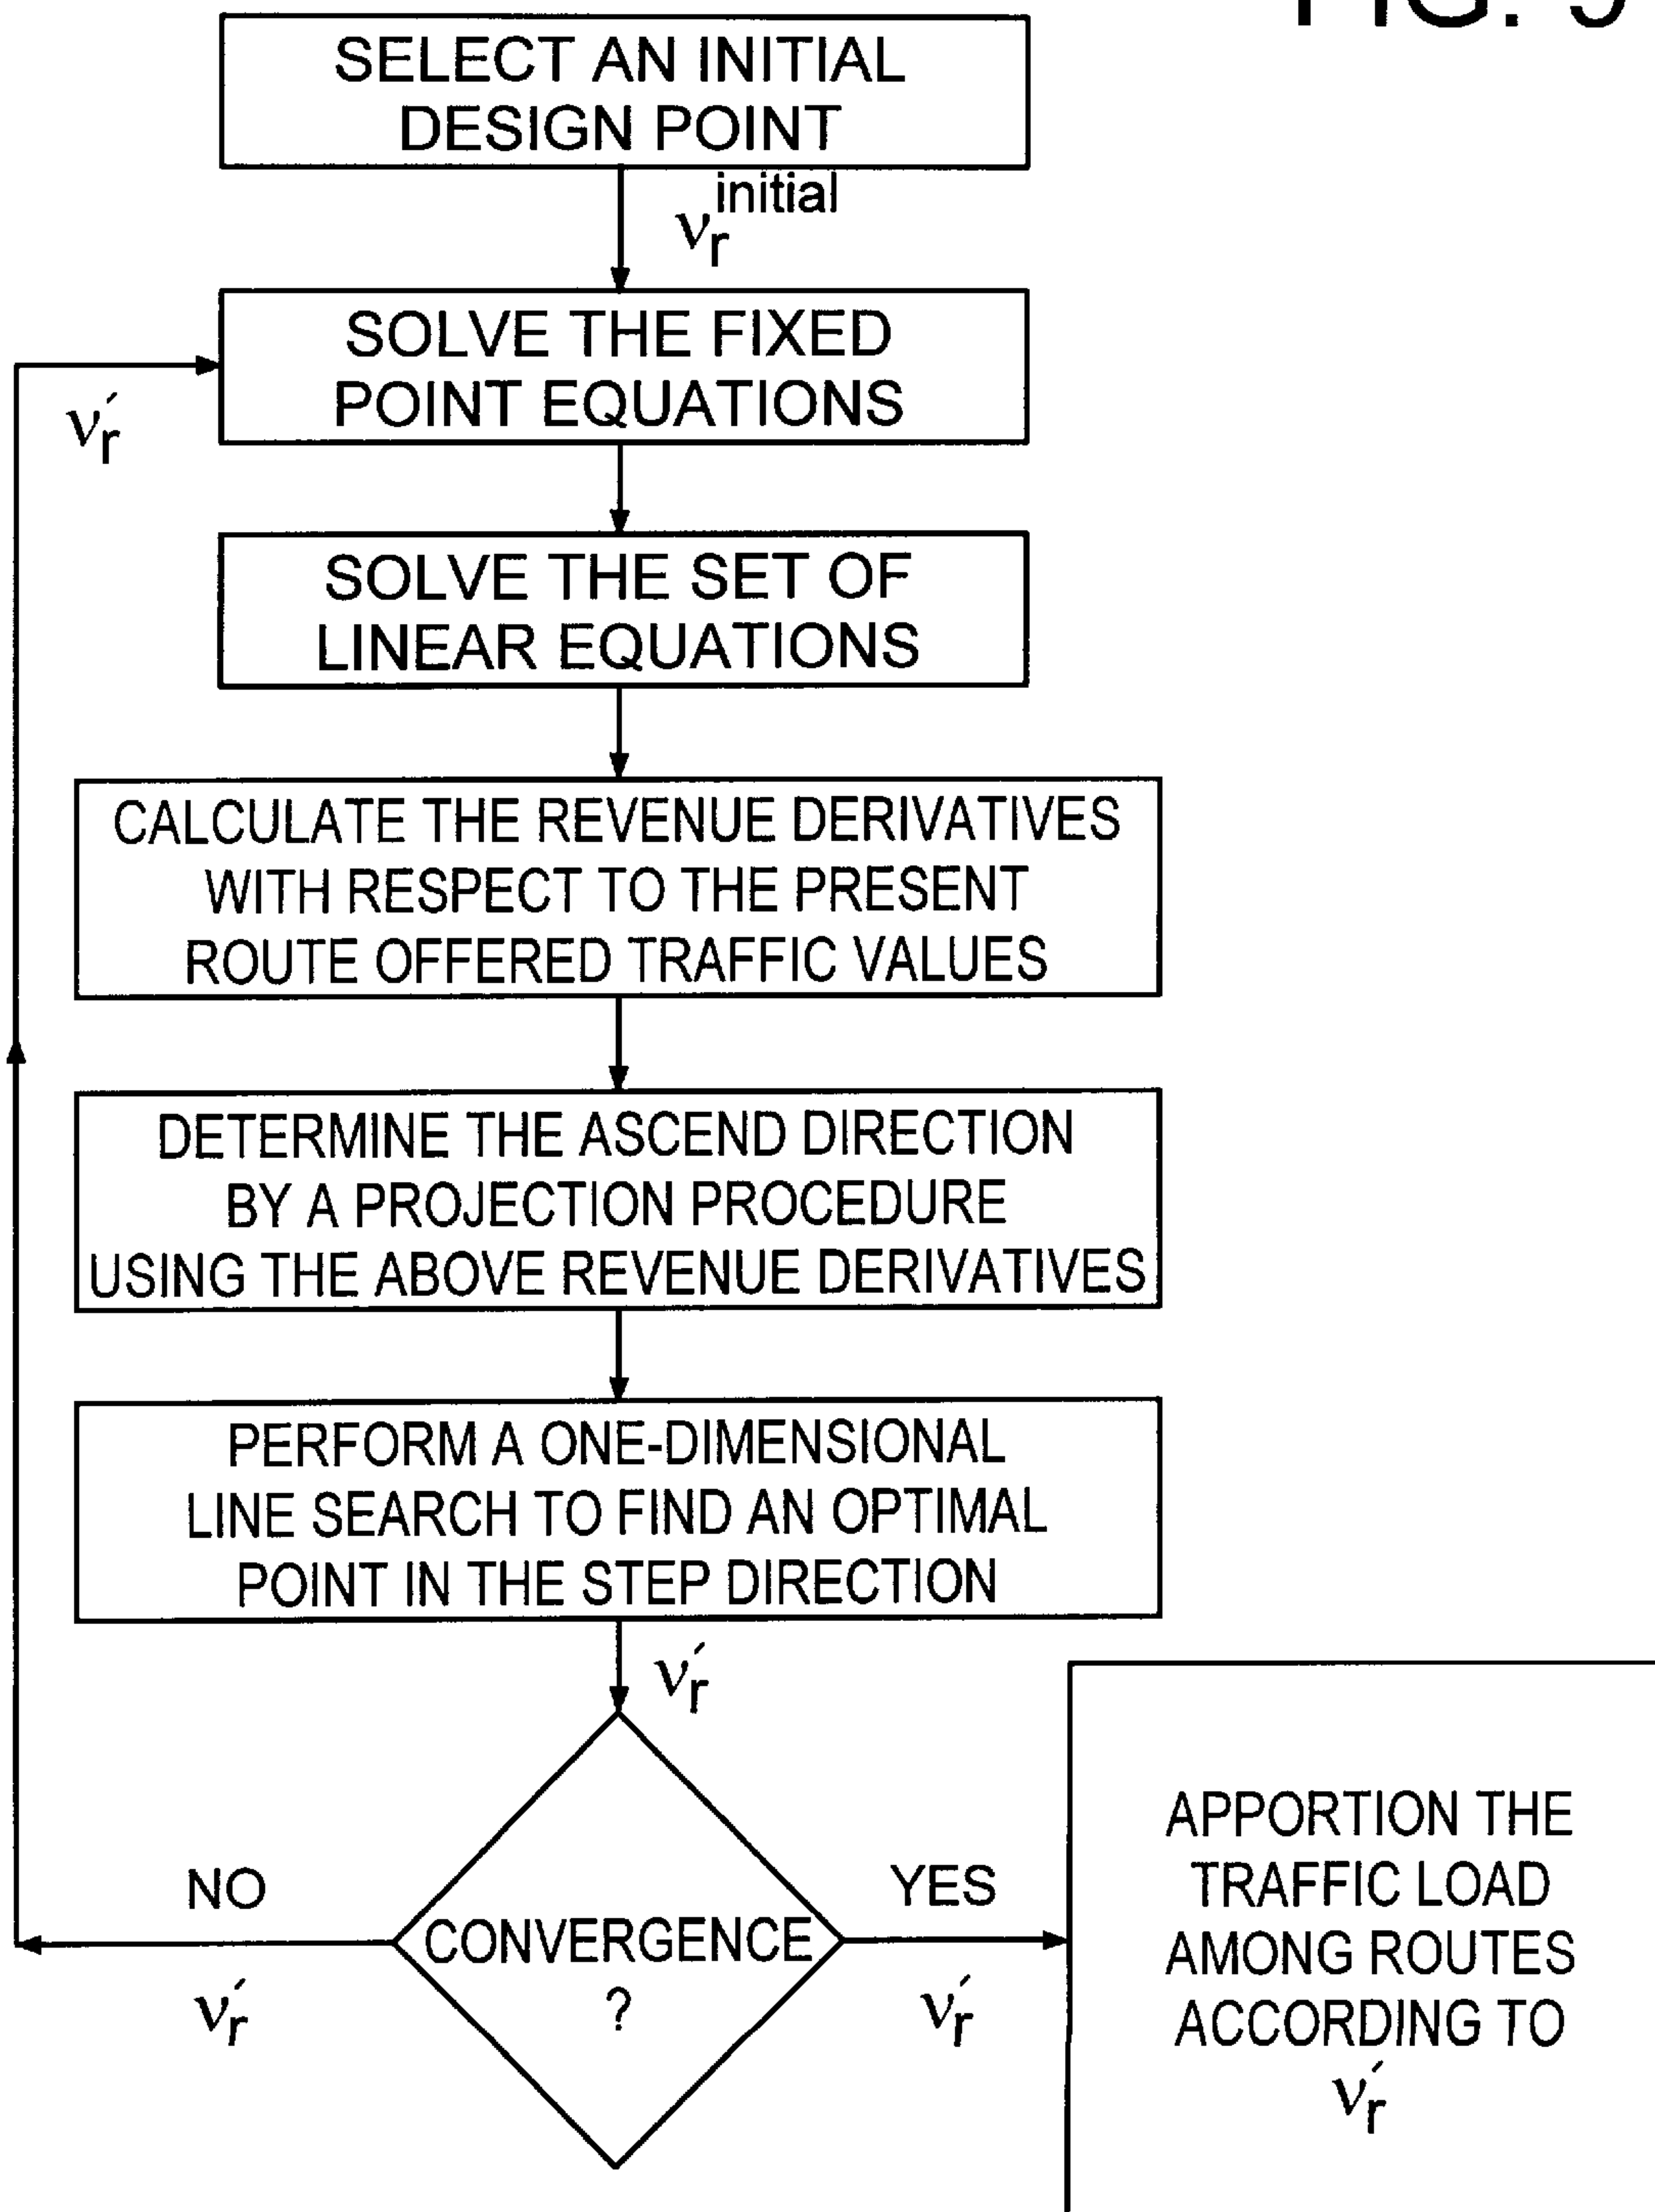 FIG. 9
SELECT AN INITIAL
DESIGN POINT
ν_r^initial
SOLVE THE FIXED
POINT EQUATIONS
ν_r′
SOLVE THE SET OF
LINEAR EQUATIONS
CALCULATE THE REVENUE DERIVATIVES
WITH RESPECT TO THE PRESENT
ROUTE OFFERED TRAFFIC VALUES
DETERMINE THE ASCEND DIRECTION
BY A PROJECTION PROCEDURE
USING THE ABOVE REVENUE DERIVATIVES
PERFORM A ONE-DIMENSIONAL
LINE SEARCH TO FIND AN OPTIMAL
POINT IN THE STEP DIRECTION
ν_r′
NO
ν_r′
CONVERGENCE
?
YES
ν_r′
APPORTION THE
TRAFFIC LOAD
AMONG ROUTES
ACCORDING TO
ν_r′